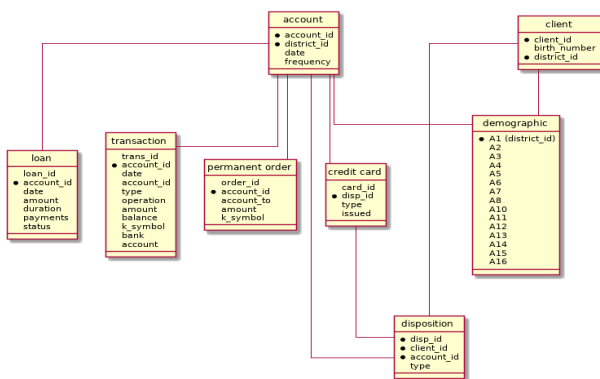 account
account_id
district_id
date
frequency
client
client_id
birth_number
district_id
loan
loan_id
account_id
date
amount
duration
payments
status
transaction
trans_id
account_id
date
account_id
type
operation
amount
balance
k_symbol
bank
account
permanent order
order_id
account_id
account_to
amount
k_symbol
credit card
card_id
disp_id
type
issued
demographic
A1 (district_id)
A2
A3
A4
A5
A6
A7
A8
A10
A11
A12
A13
A14
A15
A16
disposition
disp_id
client_id
account_id
type